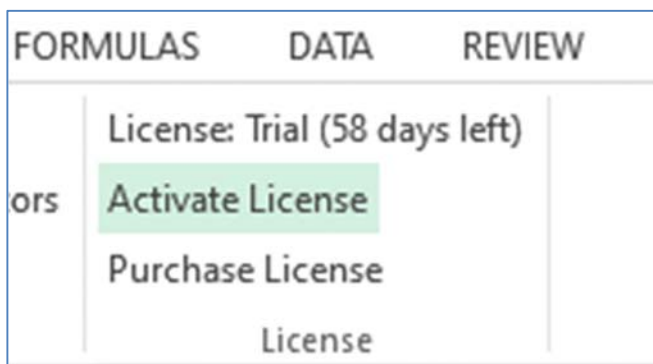 FORMULAS DATA REVIEW
License: Trial (58 days left)
ors Activate License
Purchase License
License